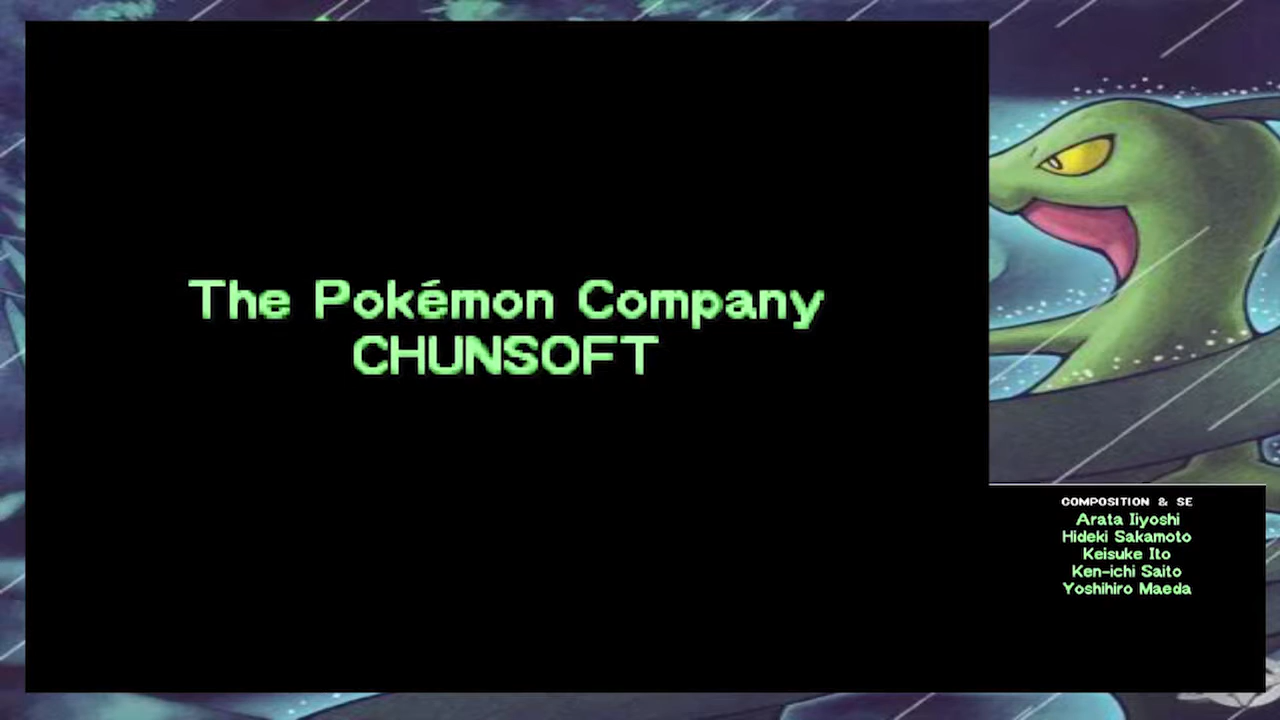 The Pokémon Company
CHUNSOFT
COMPOSITION & SE
Arata Iiyoshi
Hideki Sakamoto
Keisuke Ito
Ken-ichi Saito
Yoshihiro Maeda